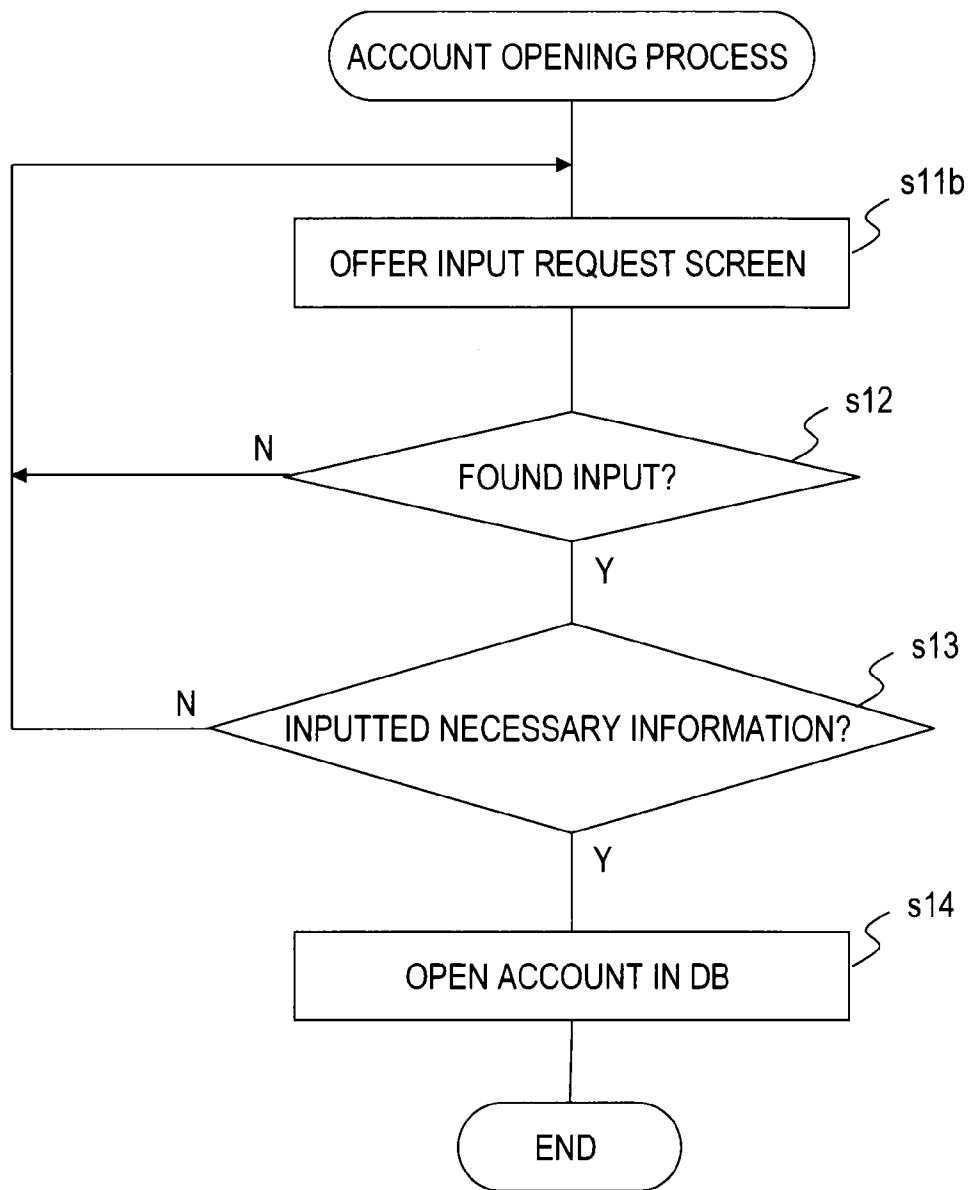 ACCOUNT OPENING PROCESS
s11b
OFFER INPUT REQUEST SCREEN
s12
N
FOUND INPUT?
Y
s13
N
INPUTTED NECESSARY INFORMATION?
Y
s14
OPEN ACCOUNT IN DB
END